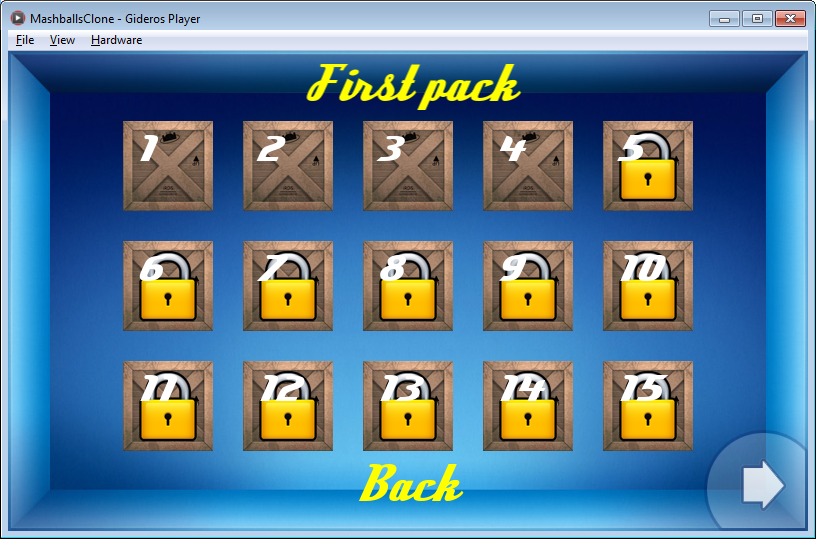 MashballsClone - Gideros Player
File View Hardware
First pack
1 2 3 4 5
6 7 8 9 10
11 12 13 14 15
Back